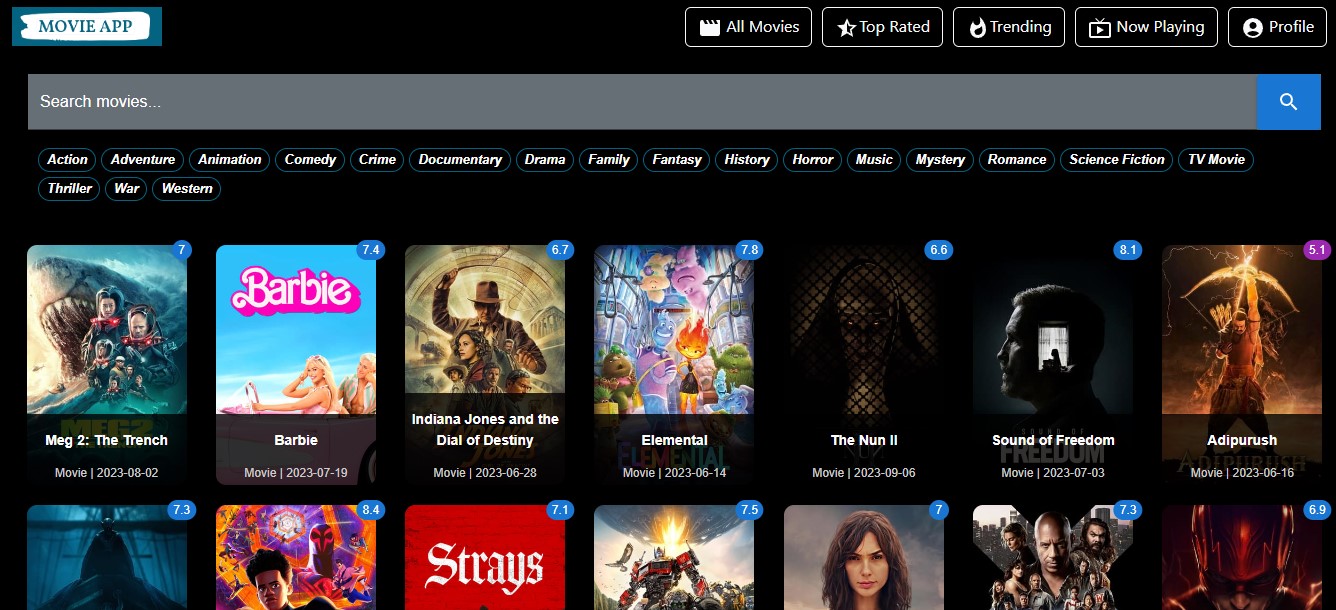 MOVIE APP
All Movies
Top Rated
Trending
Now Playing
Profile
Search movies...
Action
Adventure
Animation
Comedy
Crime
Documentary
Drama
Family
Fantasy
History
Horror
Music
Mystery
Romance
Science Fiction
TV Movie
Thriller
War
Western
7
7.4
6.7
7.8
6.6
8.1
5.1
Barbie
MEG2
Meg 2: The Trench
Movie | 2023-08-02
Barbie
Movie | 2023-07-19
Indiana Jones and the
Dial of Destiny
Movie | 2023-06-28
Elemental
ELEMENTAL
Movie | 2023-06-14
The Nun II
Movie | 2023-09-06
SOUND OF
Sound of Freedom
FREEDOM
Movie | 2023-07-03
Adipurush
ADIPURUSH
Movie | 2023-06-16
7.3
8.4
7.1
7.5
7
7.3
6.9
Strays